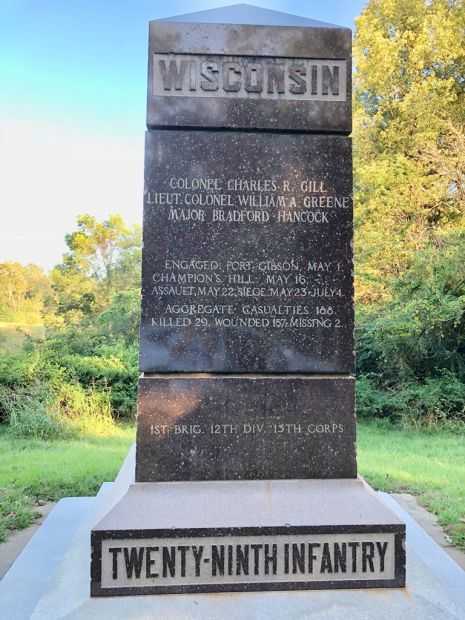 WISCONSIN
COLONEL CHARLES R. GILL
LIEUT. COLONEL WILLIAM A. GREENE
MAJOR BRADFORD HANCOCK
ENGAGED; PORT GIBSON, MAY 1,
CHAMPION'S HILL, MAY 16,
ASSAULT, MAY 22, SIEGE, MAY 23-JULY 4.
AGGREGATE CASUALTIES 188,
KILLED 29, WOUNDED 157, MISSING 2.
1ST. BRIG. 12TH DIV. 13TH CORPS
TWENTY-NINTH INFANTRY